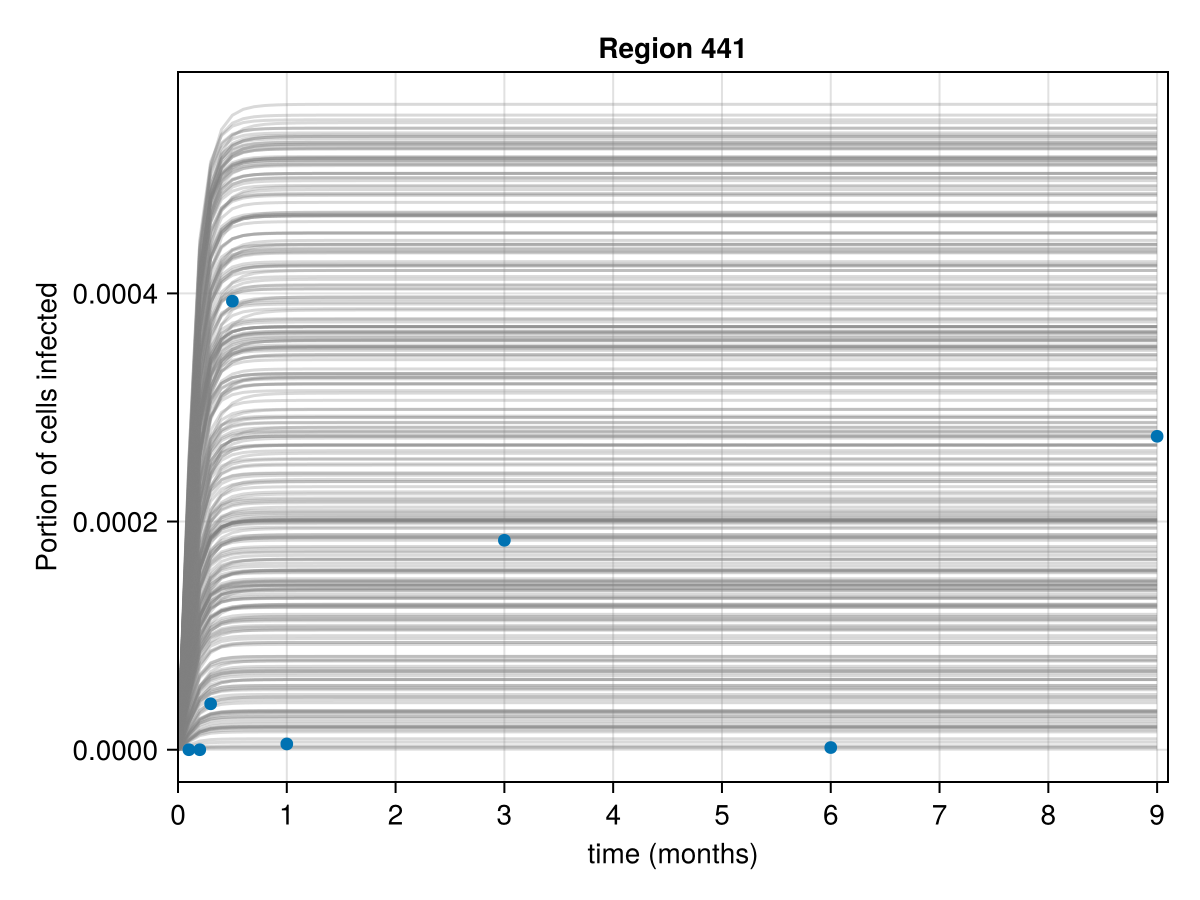 Region 441
Portion of cells infected
0.0004
0.0002
0.0000
0 1 2 3 4 5 6 7 8 9
time (months)